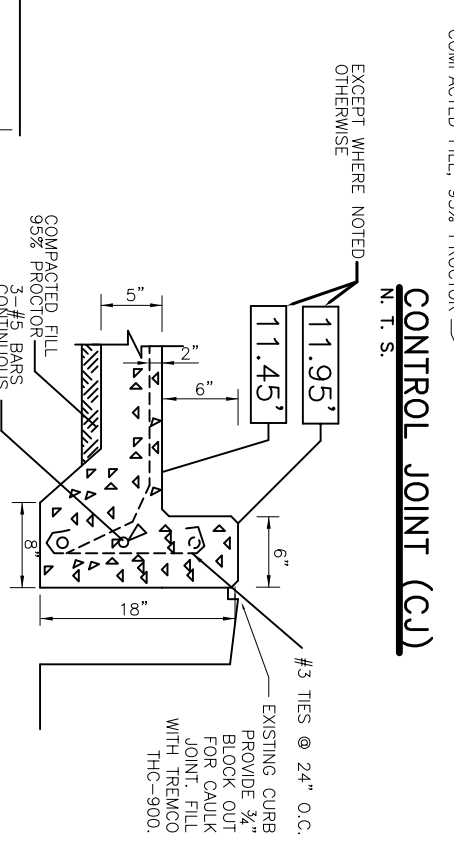 COMPACTED FILL, 95% PROCTOR
CONTROL JOINT (CJ)
N. T. S.
EXCEPT WHERE NOTED
OTHERWISE
11.95'
11.45'
6"
2"
5"
COMPACTED FILL
95% PROCTOR
3-#5 BARS
CONTINUOUS
6"
8"
18"
#3 TIES @ 24" O.C.
EXISTING CURB
PROVIDE ¾"
BLOCK OUT
FOR CAULK
JOINT. FILL
WITH TREMCO
THC-900.